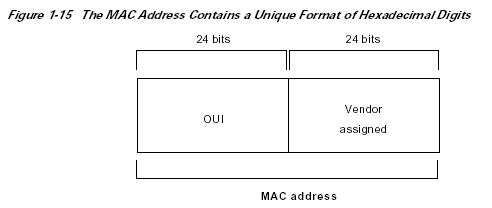 Figure 1-15 The MAC Address Contains a Unique Format of Hexadecimal Digits
24 bits 24 bits
OUI
Vendor
assigned
MAC address